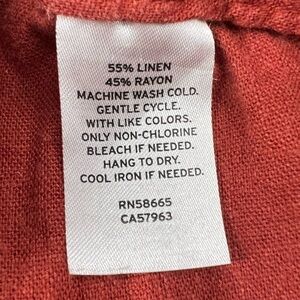 55% LINEN
45% RAYON
MACHINE WASH COLD.
GENTLE CYCLE.
WITH LIKE COLORS.
ONLY NON-CHLORINE
BLEACH IF NEEDED.
HANG TO DRY.
COOL IRON IF NEEDED.
RN58665
CA57963